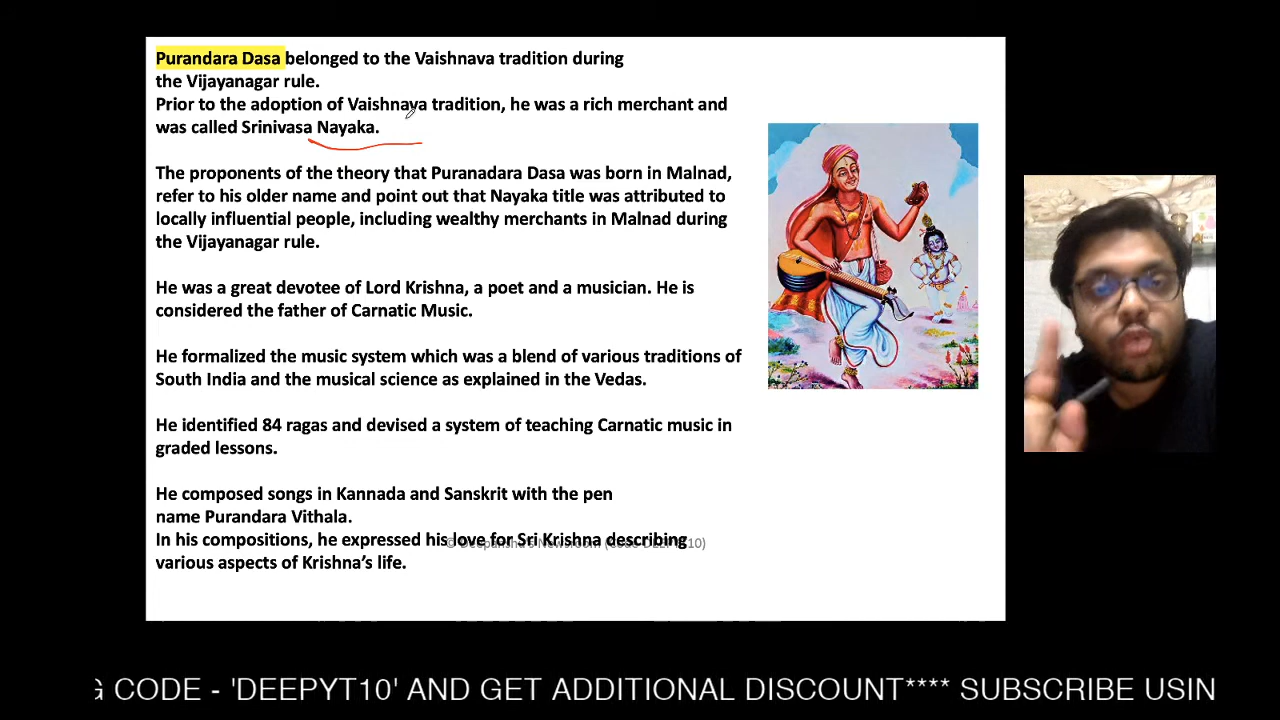 Purandara Dasa belonged to the Vaishnava tradition during
the Vijayanagar rule.
Prior to the adoption of Vaishnava tradition, he was a rich merchant and
was called Srinivasa Nayaka.
The proponents of the theory that Puranadara Dasa was born in Malnad,
refer to his older name and point out that Nayaka title was attributed to
locally influential people, including wealthy merchants in Malnad during
the Vijayanagar rule.
He was a great devotee of Lord Krishna, a poet and a musician. He is
considered the father of Carnatic Music.
He formalized the music system which was a blend of various traditions of
South India and the musical science as explained in the Vedas.
He identified 84 ragas and devised a system of teaching Carnatic music in
graded lessons.
He composed songs in Kannada and Sanskrit with the pen
name Purandara Vithala.
In his compositions, he expressed his love for Sri Krishna describing
various aspects of Krishna's life.
CODE - 'DEEPYT10' AND GET ADDITIONAL DISCOUNT**** SUBSCRIBE USIN